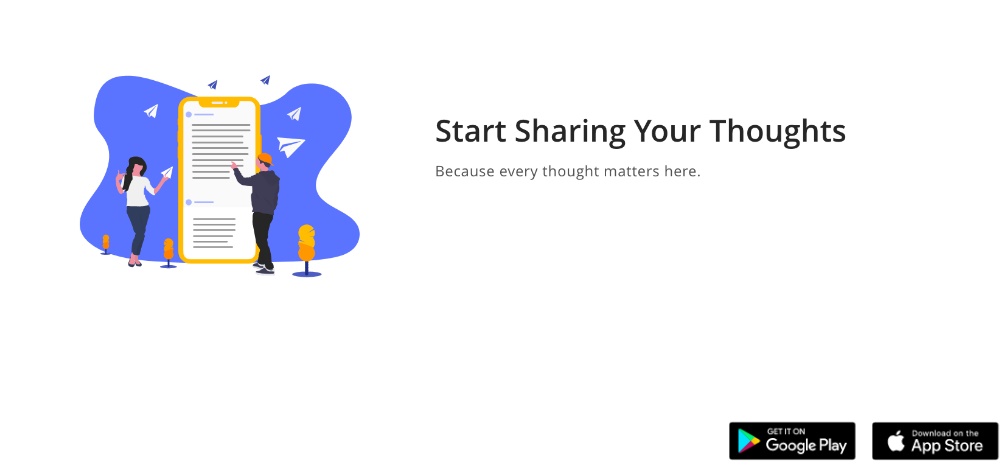 Start Sharing Your Thoughts
Because every thought matters here.
GET IT ON
Google Play
Download on the
App Store